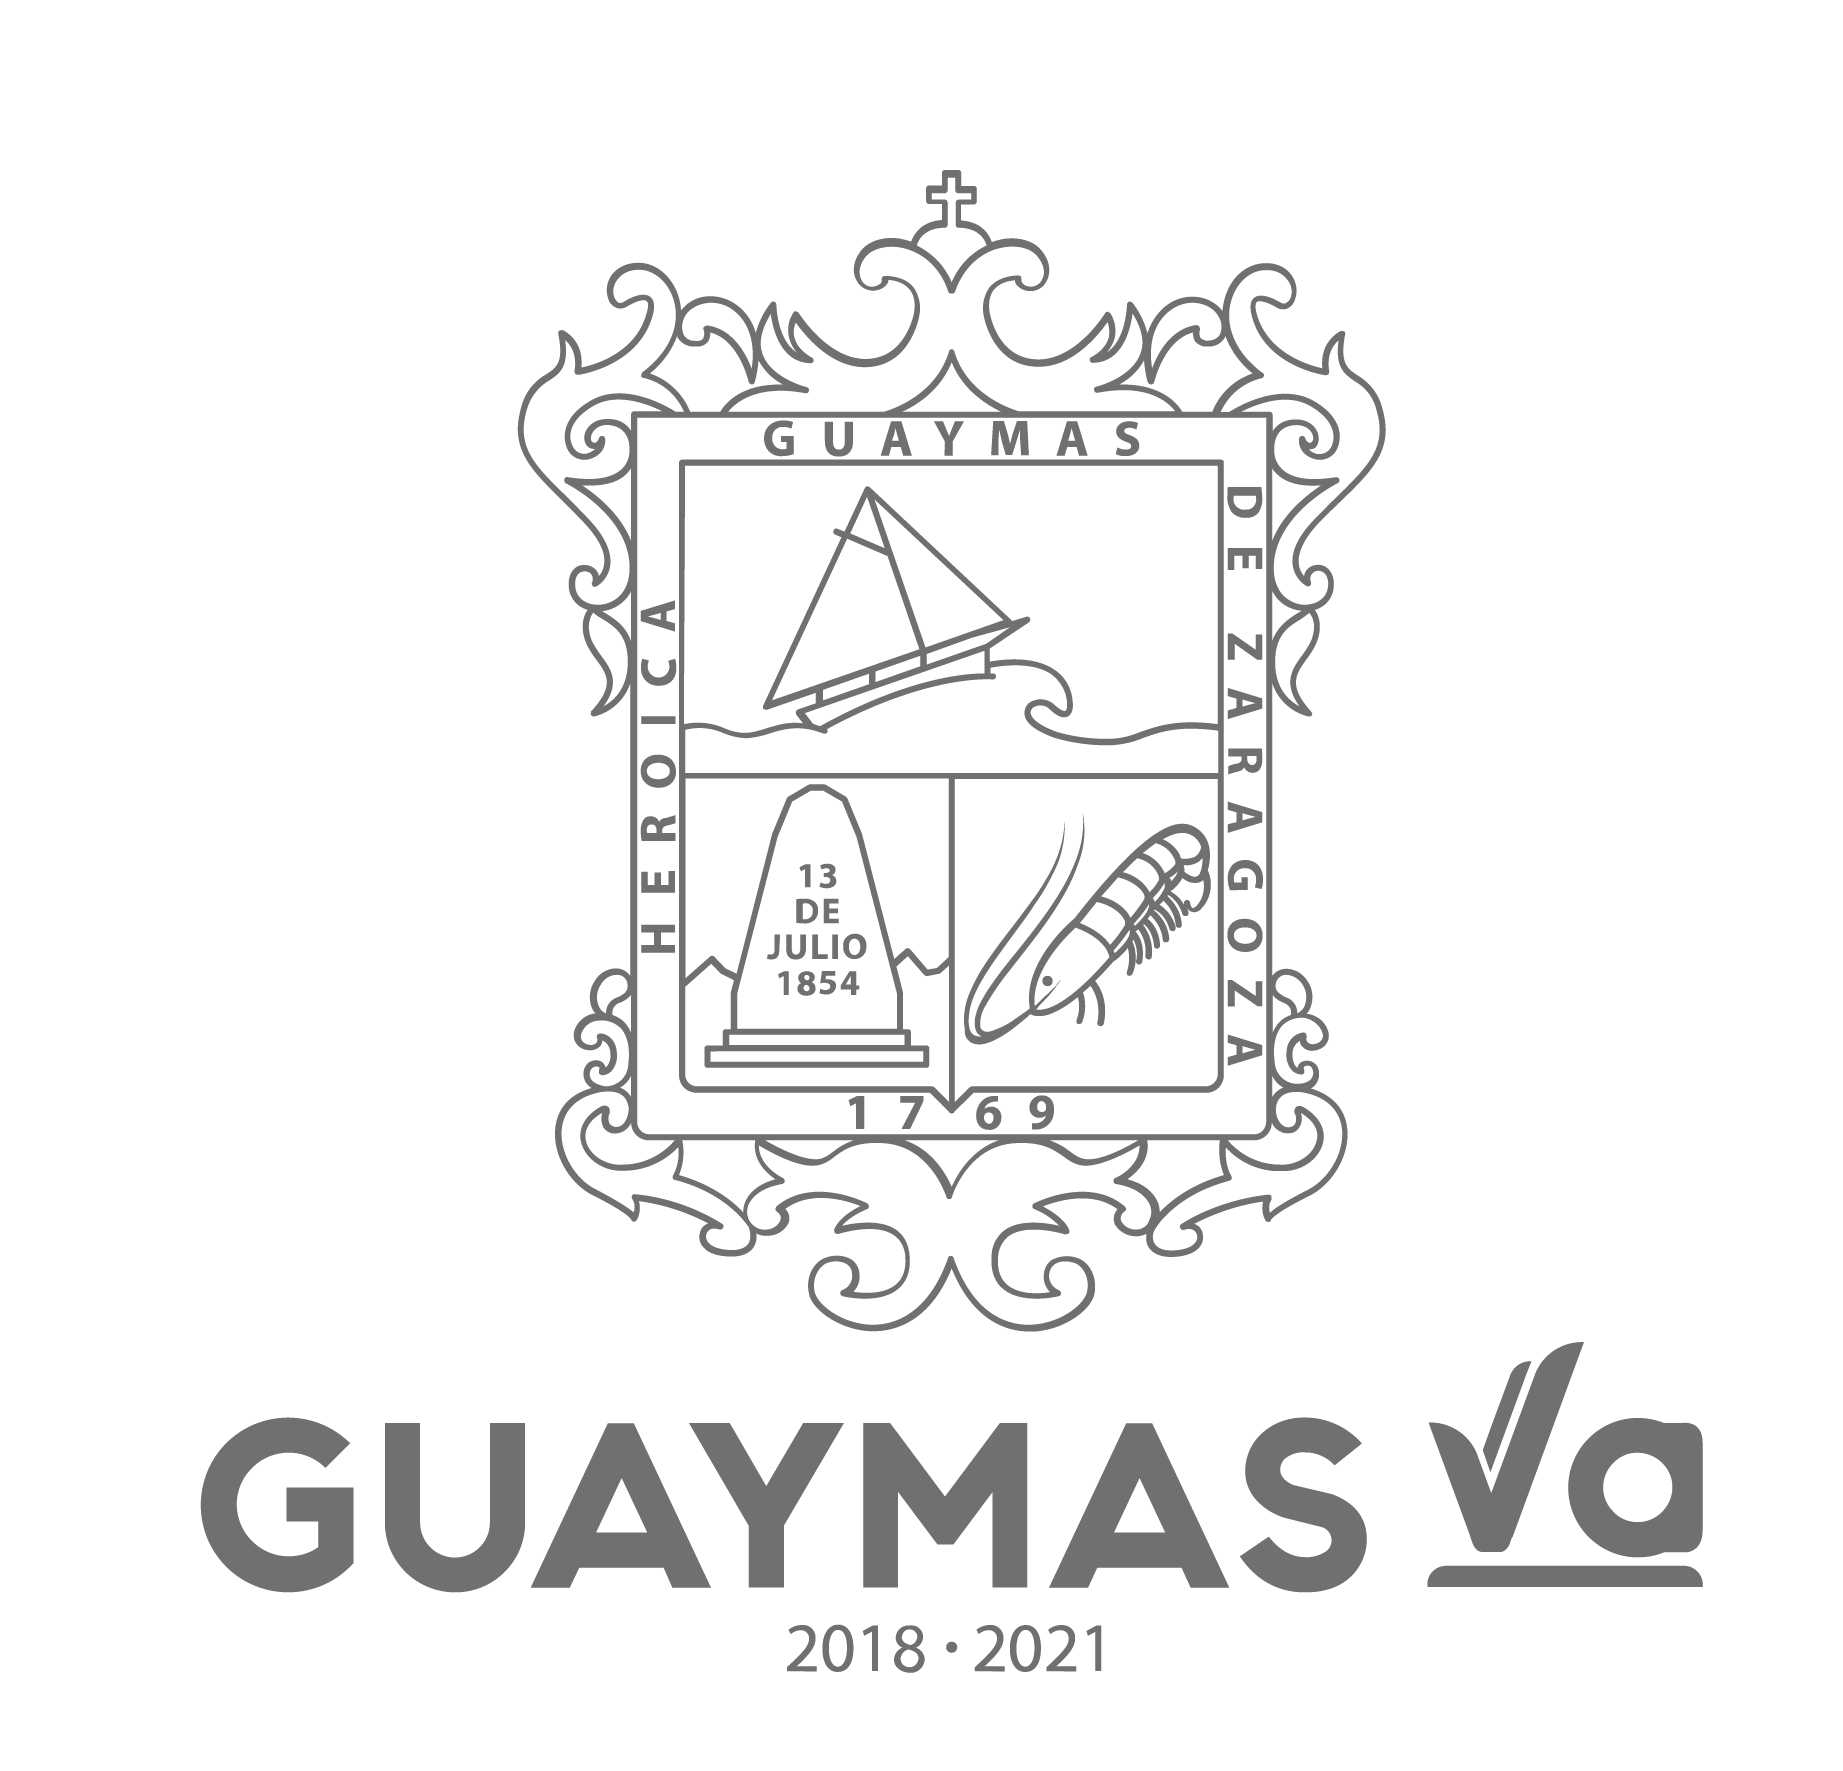 HEROICA
GUAYMAS
DE ZARAGOZA
13
DE
JULIO
1854
1769
GUAYMAS va
2018 • 2021